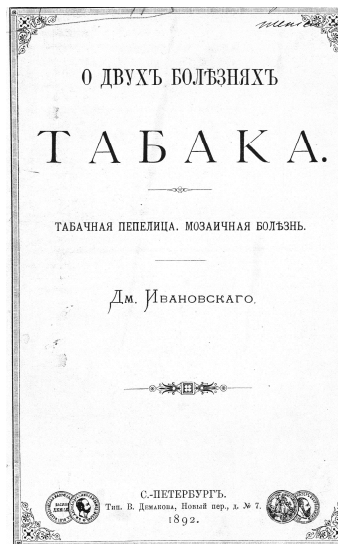 О ДВУХЪ БОЛѢЗНЯХЪ
ТАБАКА.
ТАБАЧНАЯ ПЕПЕЛИЦА. МОЗАИЧНАЯ БОЛѢЗНЬ.
Дм. Ивановскаго.
С.-ПЕТЕРБУРГЪ.
Тип. В. Демакова, Новый пер., д. № 7.
1892.